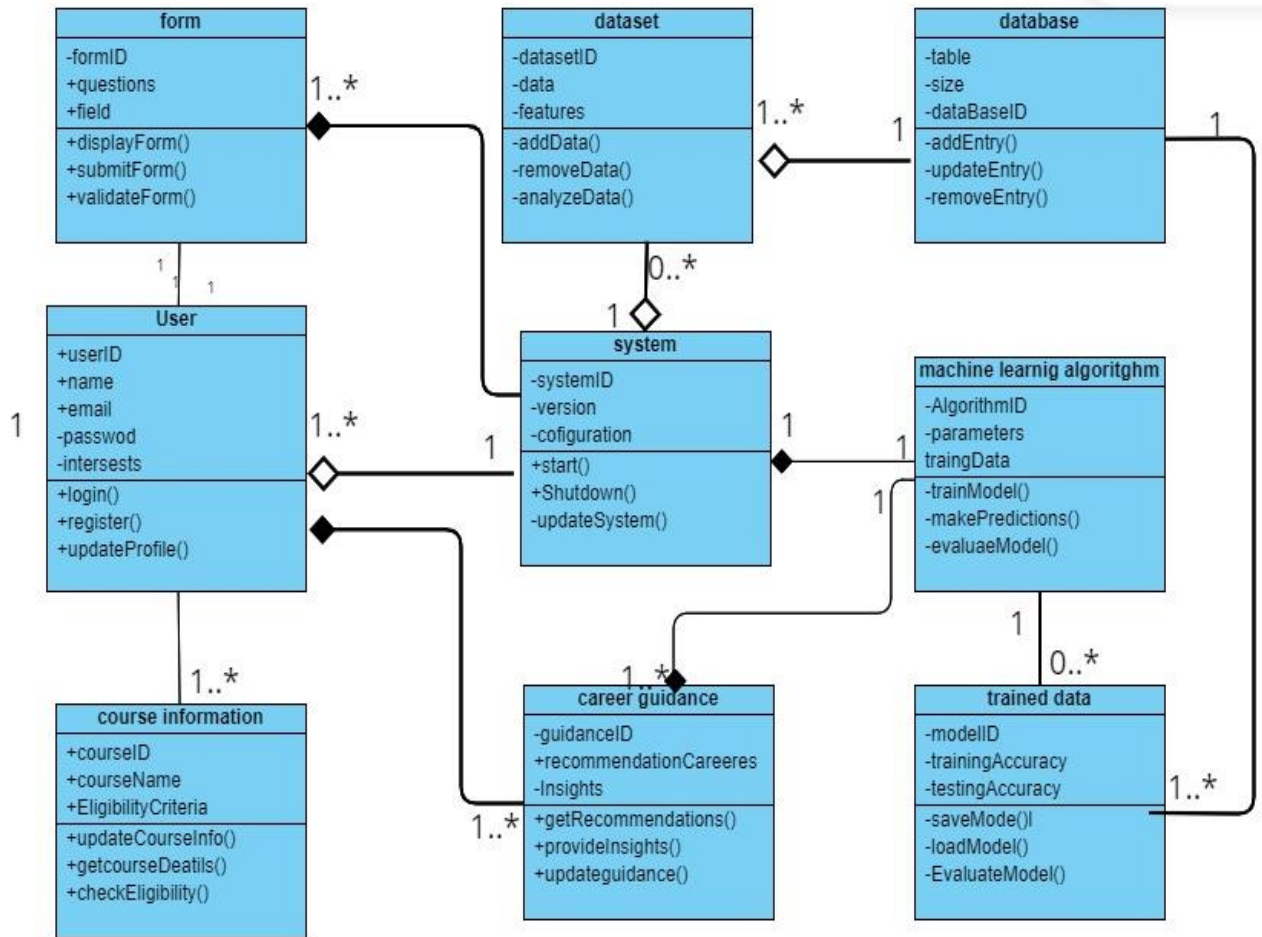 form
-formID
+questions
+field
+displayForm()
+submitForm()
+validateForm()
1..*
dataset
-datasetID
-data
-features
-addData()
-removeData()
-analyzeData()
1..*
1
database
-table
-size
-dataBaseID
-addEntry()
-updateEntry()
-removeEntry()
1
1
1
1
0..*
1
User
+userID
+name
+email
-passwod
-intersests
+login()
+register()
+updateProfile()
1
1..*
1
system
-systemID
-version
-cofiguration
+start()
+Shutdown()
-updateSystem()
1
1
1
machine learnig algoritghm
-AlgorithmID
-parameters
traingData
-trainModel()
-makePredictions()
-evaluaeModel()
1
0..*
1..*
course information
+courseID
+courseName
+EligibilityCriteria
+updateCourseInfo()
+getcourseDeatils()
+checkEligibility()
1..*
1..*
career guidance
-guidanceID
+recommendationCareeres
-Insights
+getRecommendations()
+provideInsights()
+updateguidance()
trained data
-modelID
-trainingAccuracy
-testingAccuracy
-saveMode()l
-loadModel()
-EvaluateModel()
1..*